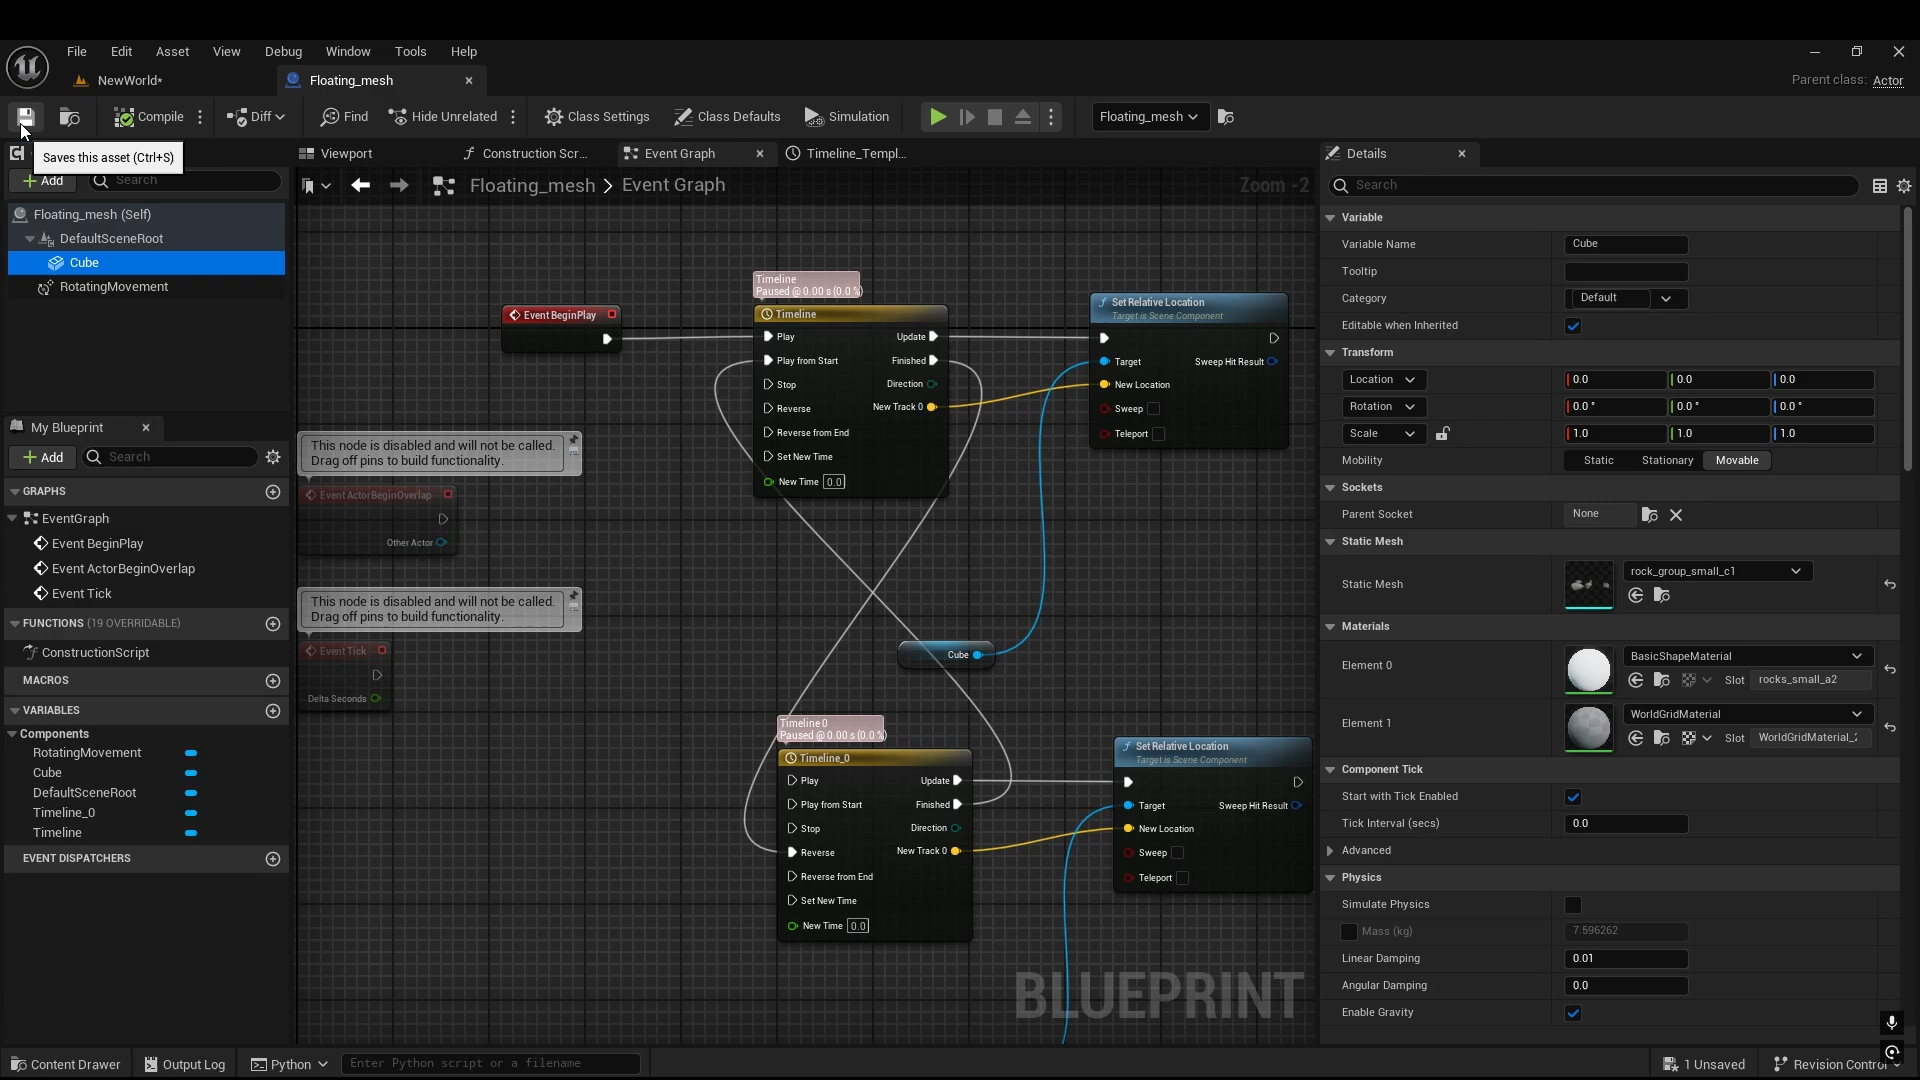 File Edit Asset View Debug Window Tools Help
NewWorld*
Floating_mesh
Parent class: Actor
Compile
Diff
Find
Hide Unrelated
Class Settings
Class Defaults
Simulation
Floating_mesh
Saves this asset (Ctrl+S)
Add
Search
Floating_mesh (Self)
DefaultSceneRoot
Cube
RotatingMovement
My Blueprint
Add
Search
GRAPHS
EventGraph
Event BeginPlay
Event ActorBeginOverlap
Event Tick
FUNCTIONS (19 OVERRIDABLE)
ConstructionScript
MACROS
VARIABLES
Components
RotatingMovement
Cube
DefaultSceneRoot
Timeline_0
Timeline
EVENT DISPATCHERS
Viewport
Construction Scr...
Event Graph
Timeline_Templ...
Floating_mesh > Event Graph
Zoom -2
Event BeginPlay
Timeline
Paused @ 0.00 s (0.0 %)
Timeline
Play
Update
Play from Start
Finished
Stop
Direction
Reverse
New Track 0
Reverse from End
Set New Time
New Time 0.0
Set Relative Location
Target is Scene Component
Target
Sweep Hit Result
New Location
Sweep
Teleport
This node is disabled and will not be called.
Drag off pins to build functionality.
Event ActorBeginOverlap
Other Actor
This node is disabled and will not be called.
Drag off pins to build functionality.
Event Tick
Delta Seconds
Cube
Timeline 0
Paused @ 0.00 s (0.0 %)
Timeline_0
Play
Update
Play from Start
Finished
Stop
Direction
Reverse
New Track 0
Reverse from End
Set New Time
New Time 0.0
Set Relative Location
Target is Scene Component
Target
Sweep Hit Result
New Location
Sweep
Teleport
BLUEPRINT
Details
Search
Variable
Variable Name Cube
Tooltip
Category Default
Editable when Inherited
Transform
Location 0.0 0.0 0.0
Rotation 0.0 ° 0.0 ° 0.0 °
Scale 1.0 1.0 1.0
Mobility Static Stationary Movable
Sockets
Parent Socket None
Static Mesh
Static Mesh rock_group_small_c1
Materials
Element 0 BasicShapeMaterial
Slot rocks_small_a2
Element 1 WorldGridMaterial
Slot WorldGridMaterial_2
Component Tick
Start with Tick Enabled
Tick Interval (secs) 0.0
Advanced
Physics
Simulate Physics
Mass (kg) 7.596262
Linear Damping 0.01
Angular Damping 0.0
Enable Gravity
Content Drawer
Output Log
Python
Enter Python script or a filename
1 Unsaved
Revision Control